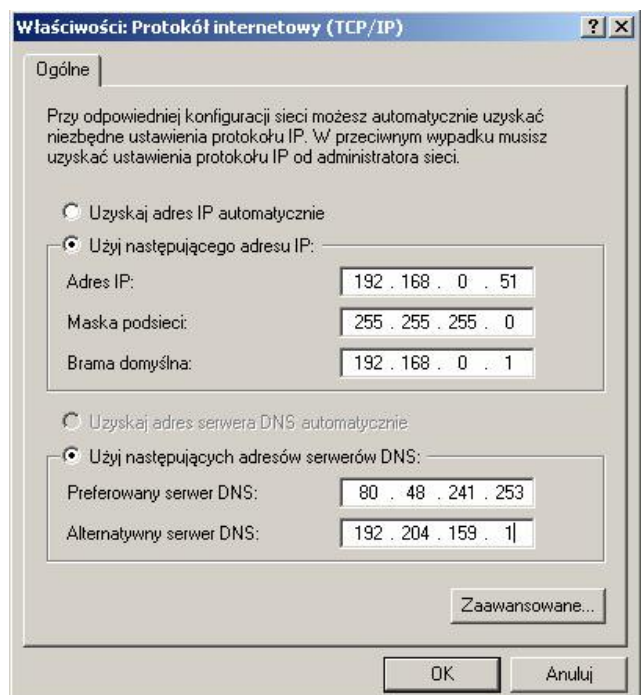 Właściwości: Protokół internetowy (TCP/IP)
Ogólne
Przy odpowiedniej konfiguracji sieci możesz automatycznie uzyskać
niezbędne ustawienia protokołu IP. W przeciwnym wypadku musisz
uzyskać ustawienia protokołu IP od administratora sieci.
Uzyskaj adres IP automatycznie
Użyj następującego adresu IP:
Adres IP: 192 . 168 . 0 . 51
Maska podsieci: 255 . 255 . 255 . 0
Brama domyślna: 192 . 168 . 0 . 1
Uzyskaj adres serwera DNS automatycznie
Użyj następujących adresów serwerów DNS:
Preferowany serwer DNS: 80 . 48 . 241 . 253
Alternatywny serwer DNS: 192 . 204 . 159 . 1
Zaawansowane...
OK Anuluj